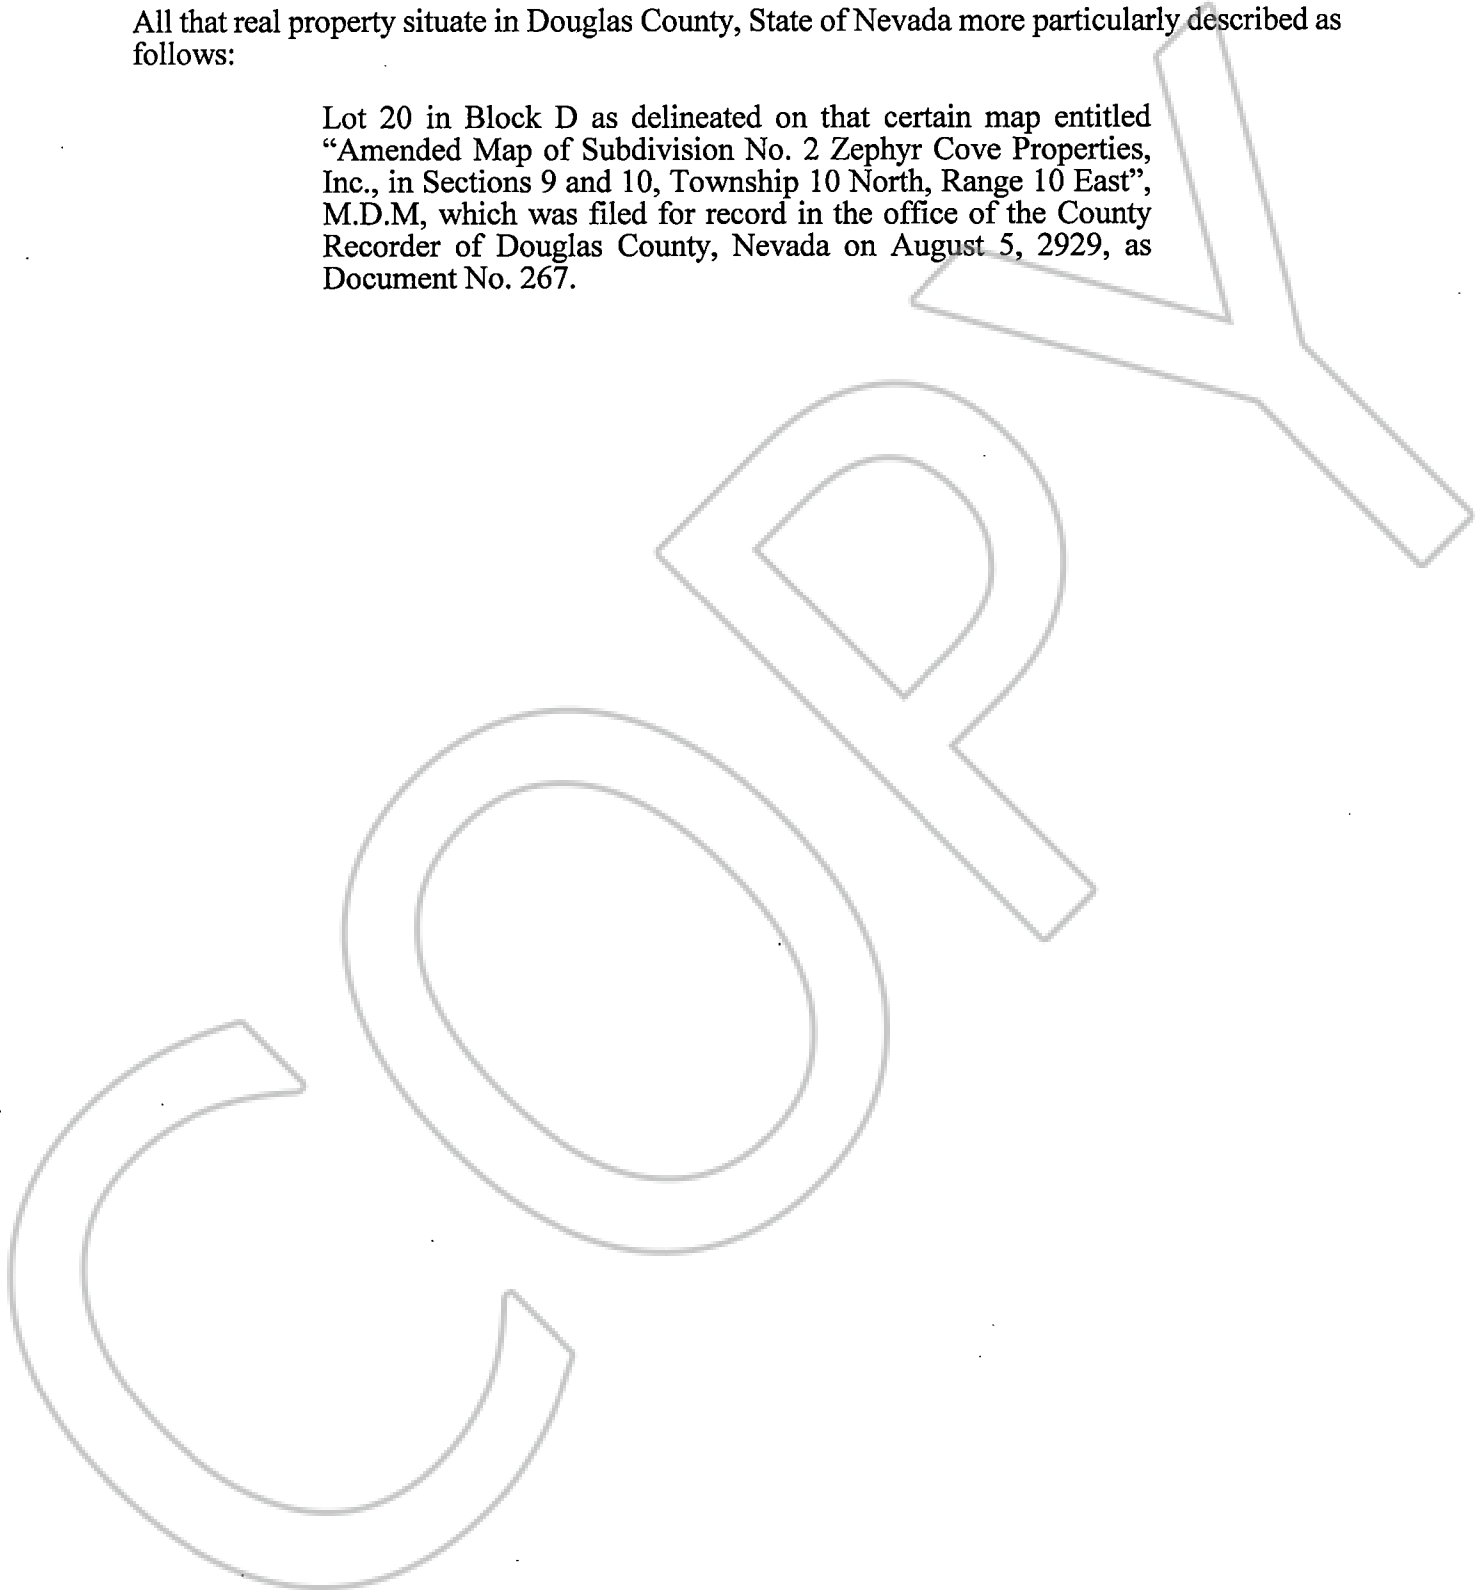 All that real property situate in Douglas County, State of Nevada more particularly described as
follows:
Lot 20 in Block D as delineated on that certain map entitled
“Amended Map of Subdivision No. 2 Zephyr Cove Properties,
Inc., in Sections 9 and 10, Township 10 North, Range 10 East”,
M.D.M, which was filed for record in the office of the County
Recorder of Douglas County, Nevada on August 5, 2929, as
Document No. 267.
COPY